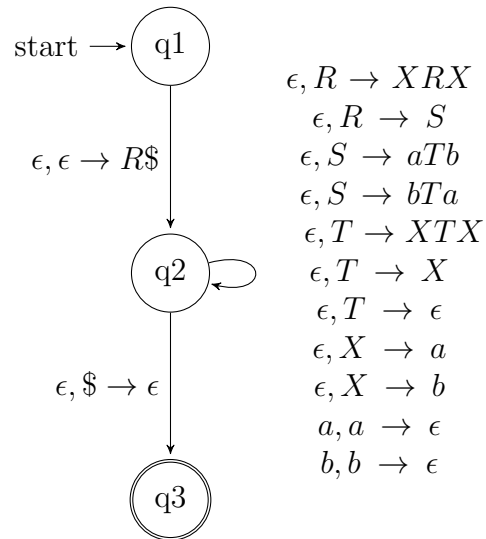 start
q1
ϵ, R → XRX
ϵ, R → S
ϵ, ϵ → R$
ϵ, S → aTb
ϵ, S → bTa
ϵ, T → XTX
q2
ϵ, T → X
ϵ, T → ϵ
ϵ, X → a
ϵ, $ → ϵ
ϵ, X → b
a, a → ϵ
b, b → ϵ
q3